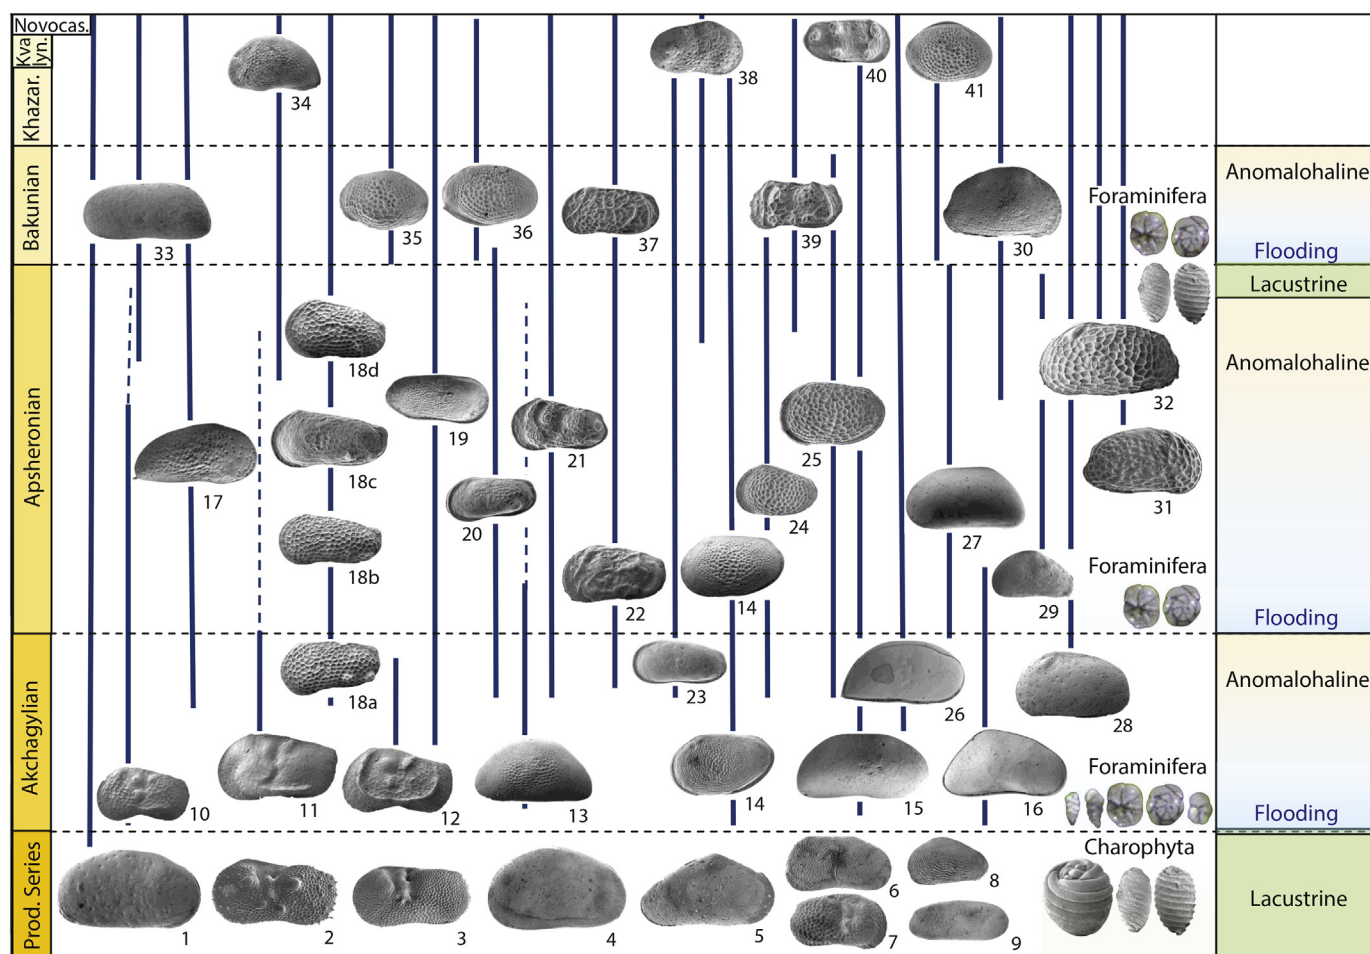 Novocas.
Kva
lyn.
34
38
40
41
Khazar.
Bakunian
33
35
36
37
39
30
Foraminifera
Anomalohaline
Flooding
Lacustrine
Apsheronian
18d
19
21
17
18c
20
18b
22
25
24
14
27
29
32
31
Foraminifera
Anomalohaline
Flooding
Akchagylian
18a
23
26
28
10
11
12
13
14
15
16
Foraminifera
Anomalohaline
Flooding
Prod. Series
1
2
3
4
5
6
7
8
9
Charophyta
Lacustrine